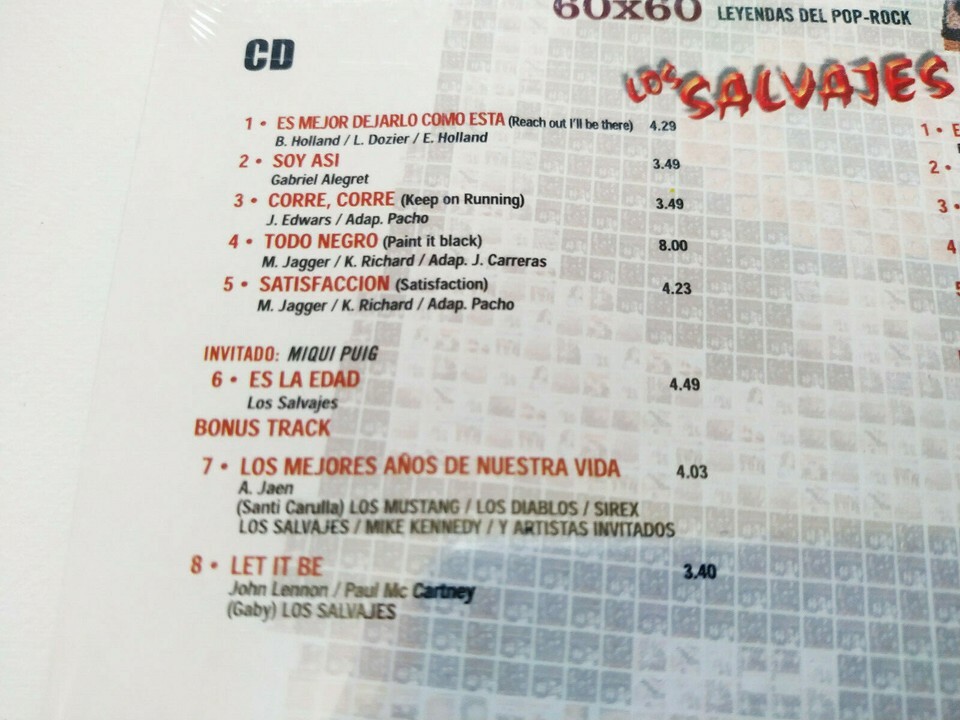 60x60 LEYENDAS DEL POP-ROCK
LOS SALVAJES
CD
1 • ES MEJOR DEJARLO COMO ESTA (Reach out I'll be there) 4.29
B. Holland / L. Dozier / E. Holland
2 • SOY ASI 3.49
Gabriel Alegret
3 • CORRE, CORRE (Keep on Running) 3.49
J. Edwars / Adap. Pacho
4 • TODO NEGRO (Paint it black) 8.00
M. Jagger / K. Richard / Adap. J. Carreras
5 • SATISFACCION (Satisfaction) 4.23
M. Jagger / K. Richard / Adap. Pacho
INVITADO: MIQUI PUIG
6 • ES LA EDAD 4.49
Los Salvajes
BONUS TRACK
7 • LOS MEJORES AÑOS DE NUESTRA VIDA 4.03
A. Jaen
(Santi Carulla) LOS MUSTANG / LOS DIABLOS / SIREX
LOS SALVAJES / MIKE KENNEDY / Y ARTISTAS INVITADOS
8 • LET IT BE 3.40
John Lennon / Paul Mc Cartney
(Gaby) LOS SALVAJES
1 •
2 •
3 •
4